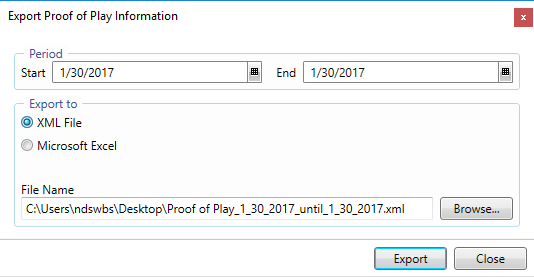 Export Proof of Play Information
x
Period
Start 1/30/2017 End 1/30/2017
Export to
XML File
Microsoft Excel
File Name
C:\Users\ndswbs\Desktop\Proof of Play_1_30_2017_until_1_30_2017.xml Browse...
Export Close